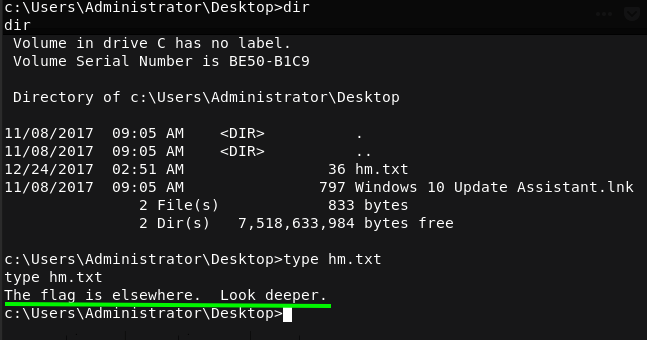 c:\Users\Administrator\Desktop>dir
dir
 Volume in drive C has no label.
 Volume Serial Number is BE50-B1C9

 Directory of c:\Users\Administrator\Desktop

11/08/2017  09:05 AM    <DIR>          .
11/08/2017  09:05 AM    <DIR>          ..
12/24/2017  02:51 AM                36 hm.txt
11/08/2017  09:05 AM               797 Windows 10 Update Assistant.lnk
               2 File(s)            833 bytes
               2 Dir(s)   7,518,633,984 bytes free

c:\Users\Administrator\Desktop>type hm.txt
type hm.txt
The flag is elsewhere.  Look deeper.
c:\Users\Administrator\Desktop>